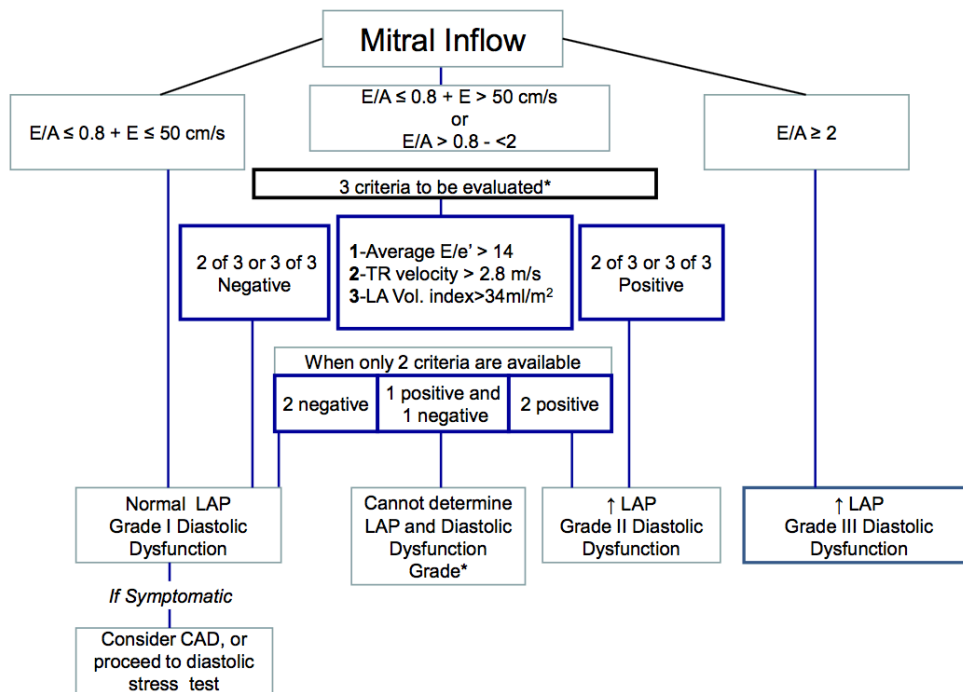 Mitral Inflow
E/A ≤ 0.8 + E ≤ 50 cm/s
E/A ≤ 0.8 + E > 50 cm/s
or
E/A > 0.8 - <2
E/A ≥ 2
3 criteria to be evaluated*
2 of 3 or 3 of 3
Negative
1-Average E/e’ > 14
2-TR velocity > 2.8 m/s
3-LA Vol. index>34ml/m²
2 of 3 or 3 of 3
Positive
When only 2 criteria are available
2 negative
1 positive and
1 negative
2 positive
Normal LAP
Grade I Diastolic
Dysfunction
Cannot determine
LAP and Diastolic
Dysfunction
Grade*
↑ LAP
Grade II Diastolic
Dysfunction
↑ LAP
Grade III Diastolic
Dysfunction
If Symptomatic
Consider CAD, or
proceed to diastolic
stress test